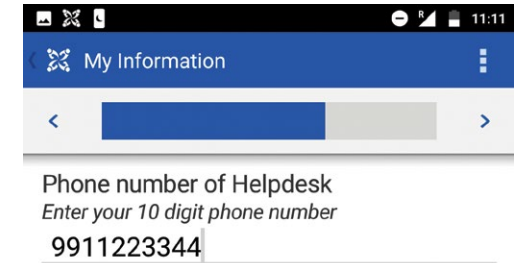 R 11:11
My Information
Phone number of Helpdesk
Enter your 10 digit phone number
9911223344